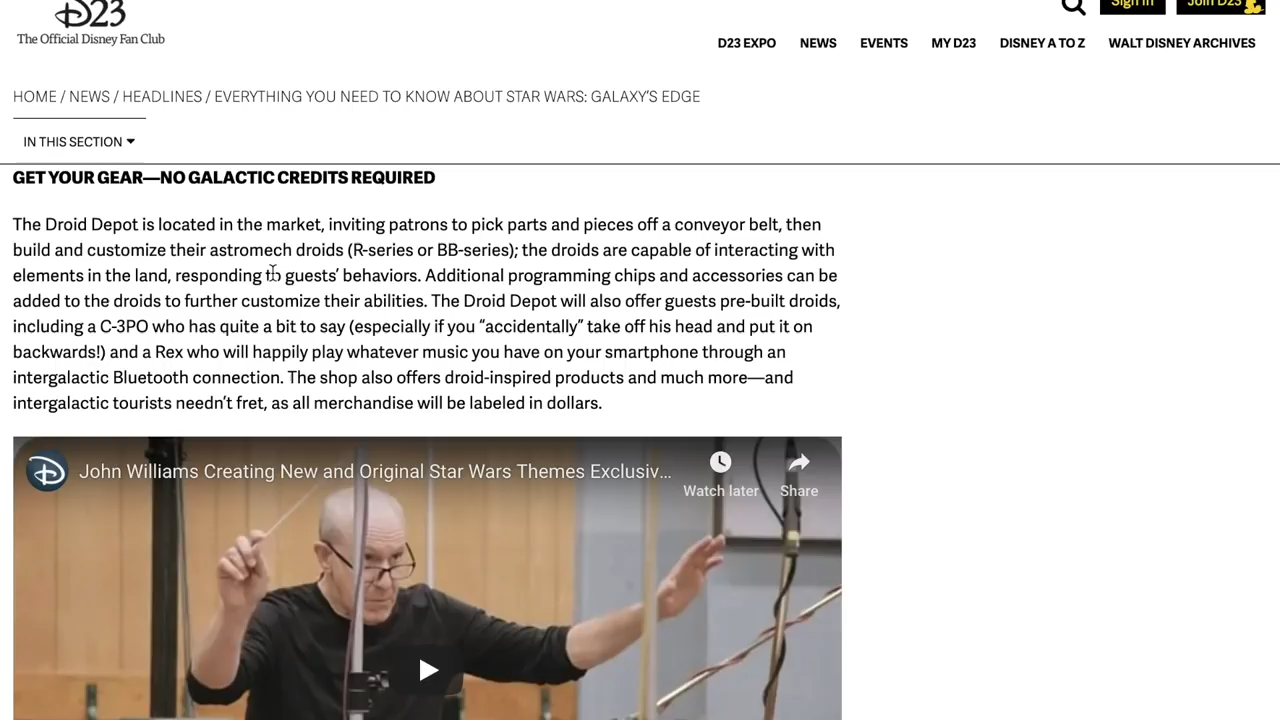 D23
The Official Disney Fan Club
Sign In
Join D23
D23 EXPO NEWS EVENTS MY D23 DISNEY A TO Z WALT DISNEY ARCHIVES
HOME / NEWS / HEADLINES / EVERYTHING YOU NEED TO KNOW ABOUT STAR WARS: GALAXY'S EDGE
IN THIS SECTION
GET YOUR GEAR—NO GALACTIC CREDITS REQUIRED
The Droid Depot is located in the market, inviting patrons to pick parts and pieces off a conveyor belt, then
build and customize their astromech droids (R-series or BB-series); the droids are capable of interacting with
elements in the land, responding to guests' behaviors. Additional programming chips and accessories can be
added to the droids to further customize their abilities. The Droid Depot will also offer guests pre-built droids,
including a C-3PO who has quite a bit to say (especially if you “accidentally” take off his head and put it on
backwards!) and a Rex who will happily play whatever music you have on your smartphone through an
intergalactic Bluetooth connection. The shop also offers droid-inspired products and much more—and
intergalactic tourists needn't fret, as all merchandise will be labeled in dollars.
John Williams Creating New and Original Star Wars Themes Exclusiv...
Watch later
Share